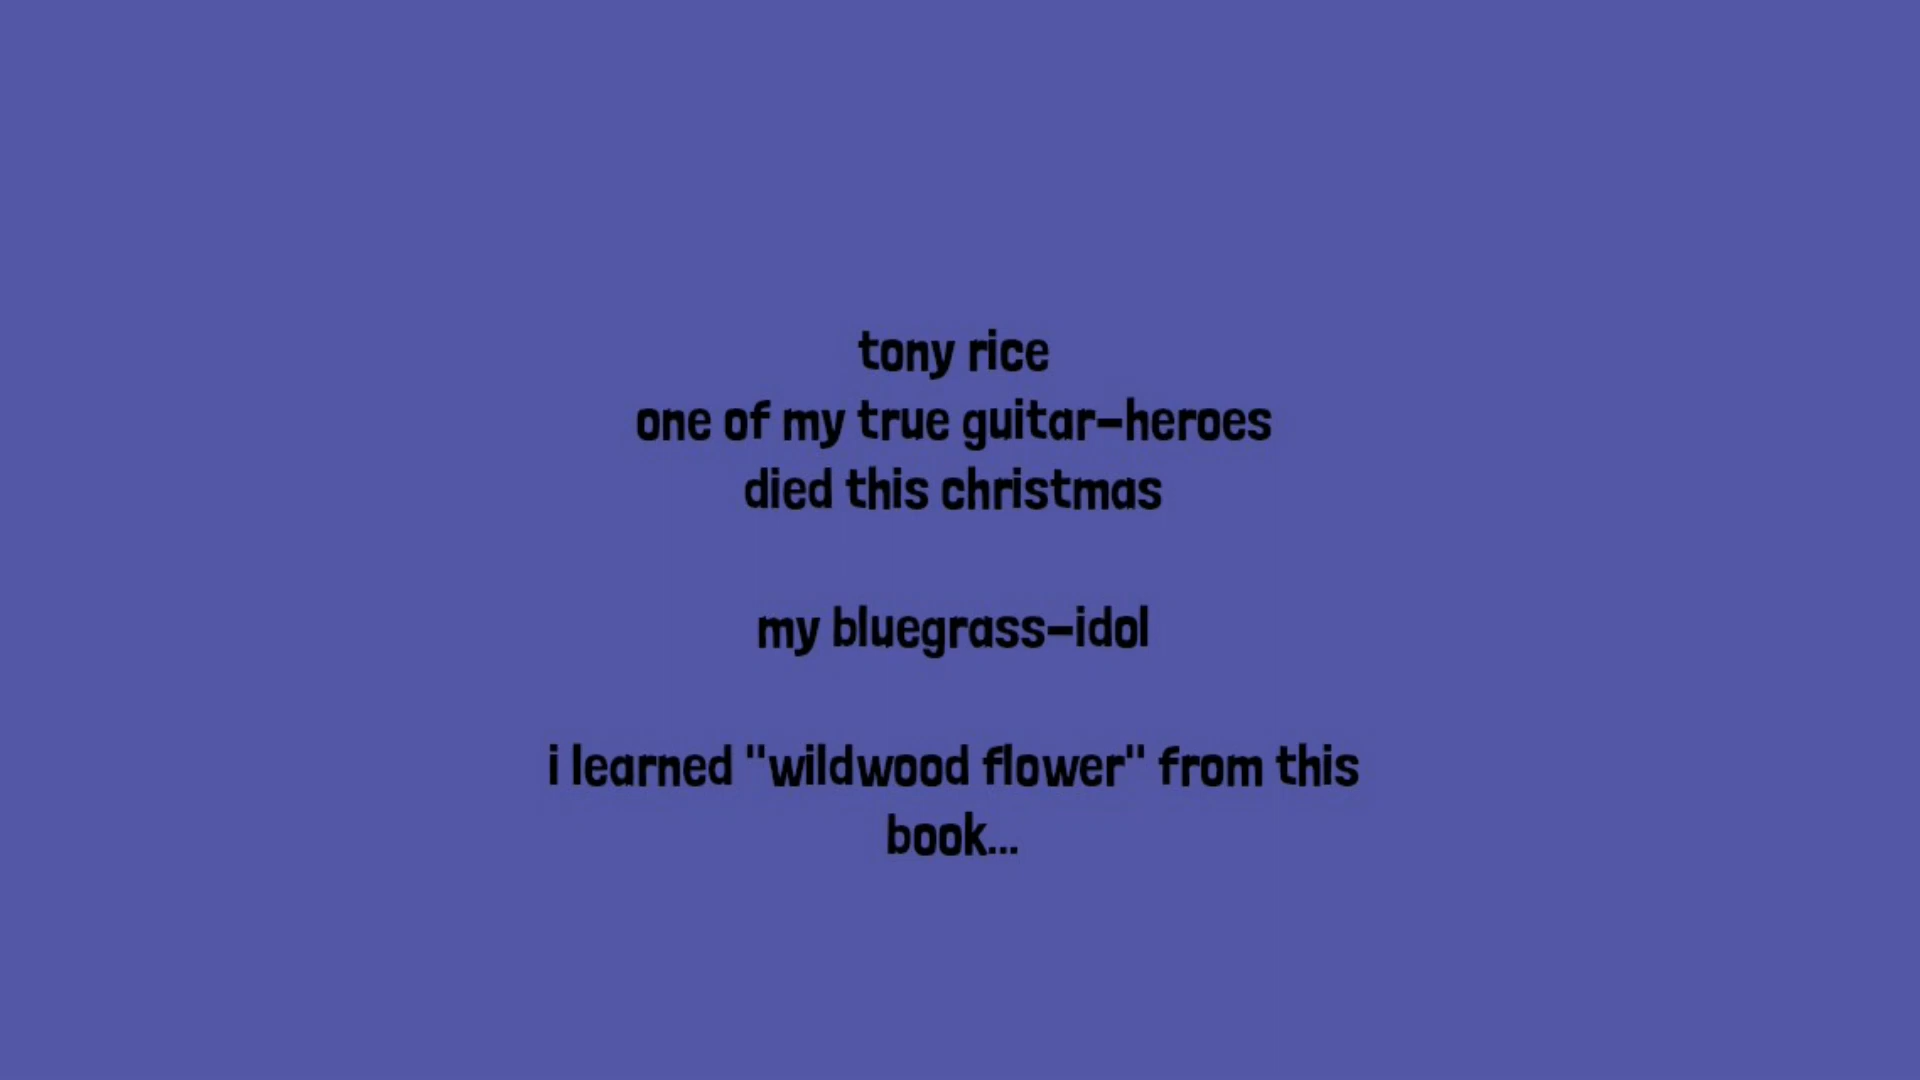 tony rice
one of my true guitar-heroes
died this christmas
my bluegrass-idol
i learned "wildwood flower" from this
book...